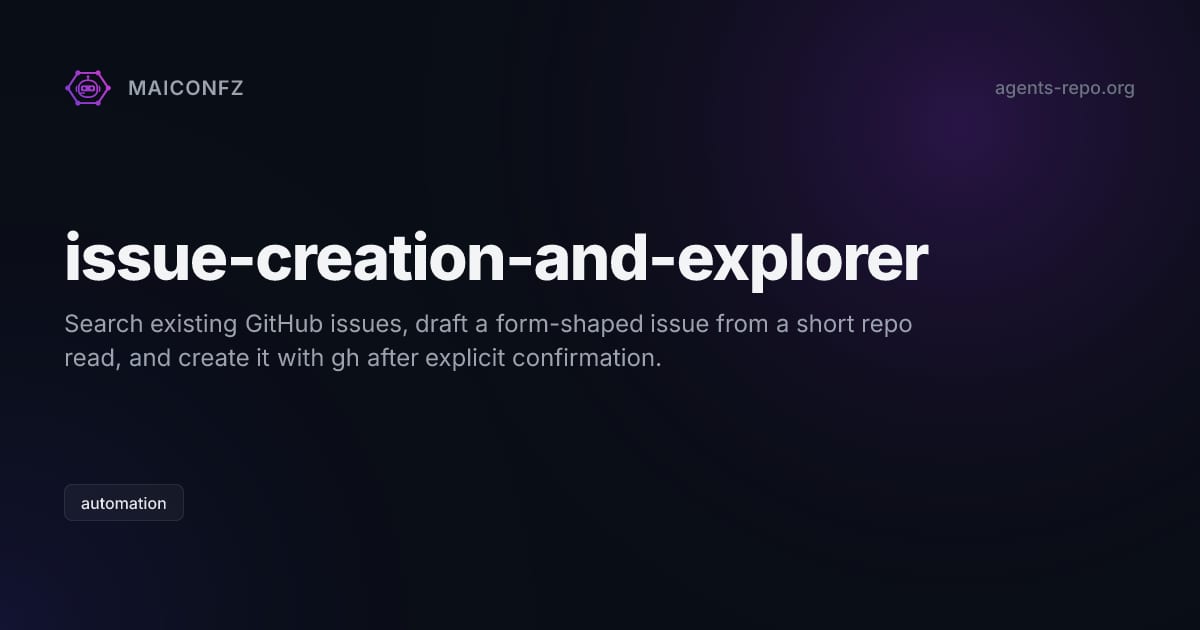 MAICONFZ
agents-repo.org
issue-creation-and-explorer
Search existing GitHub issues, draft a form-shaped issue from a short repo
read, and create it with gh after explicit confirmation.
automation